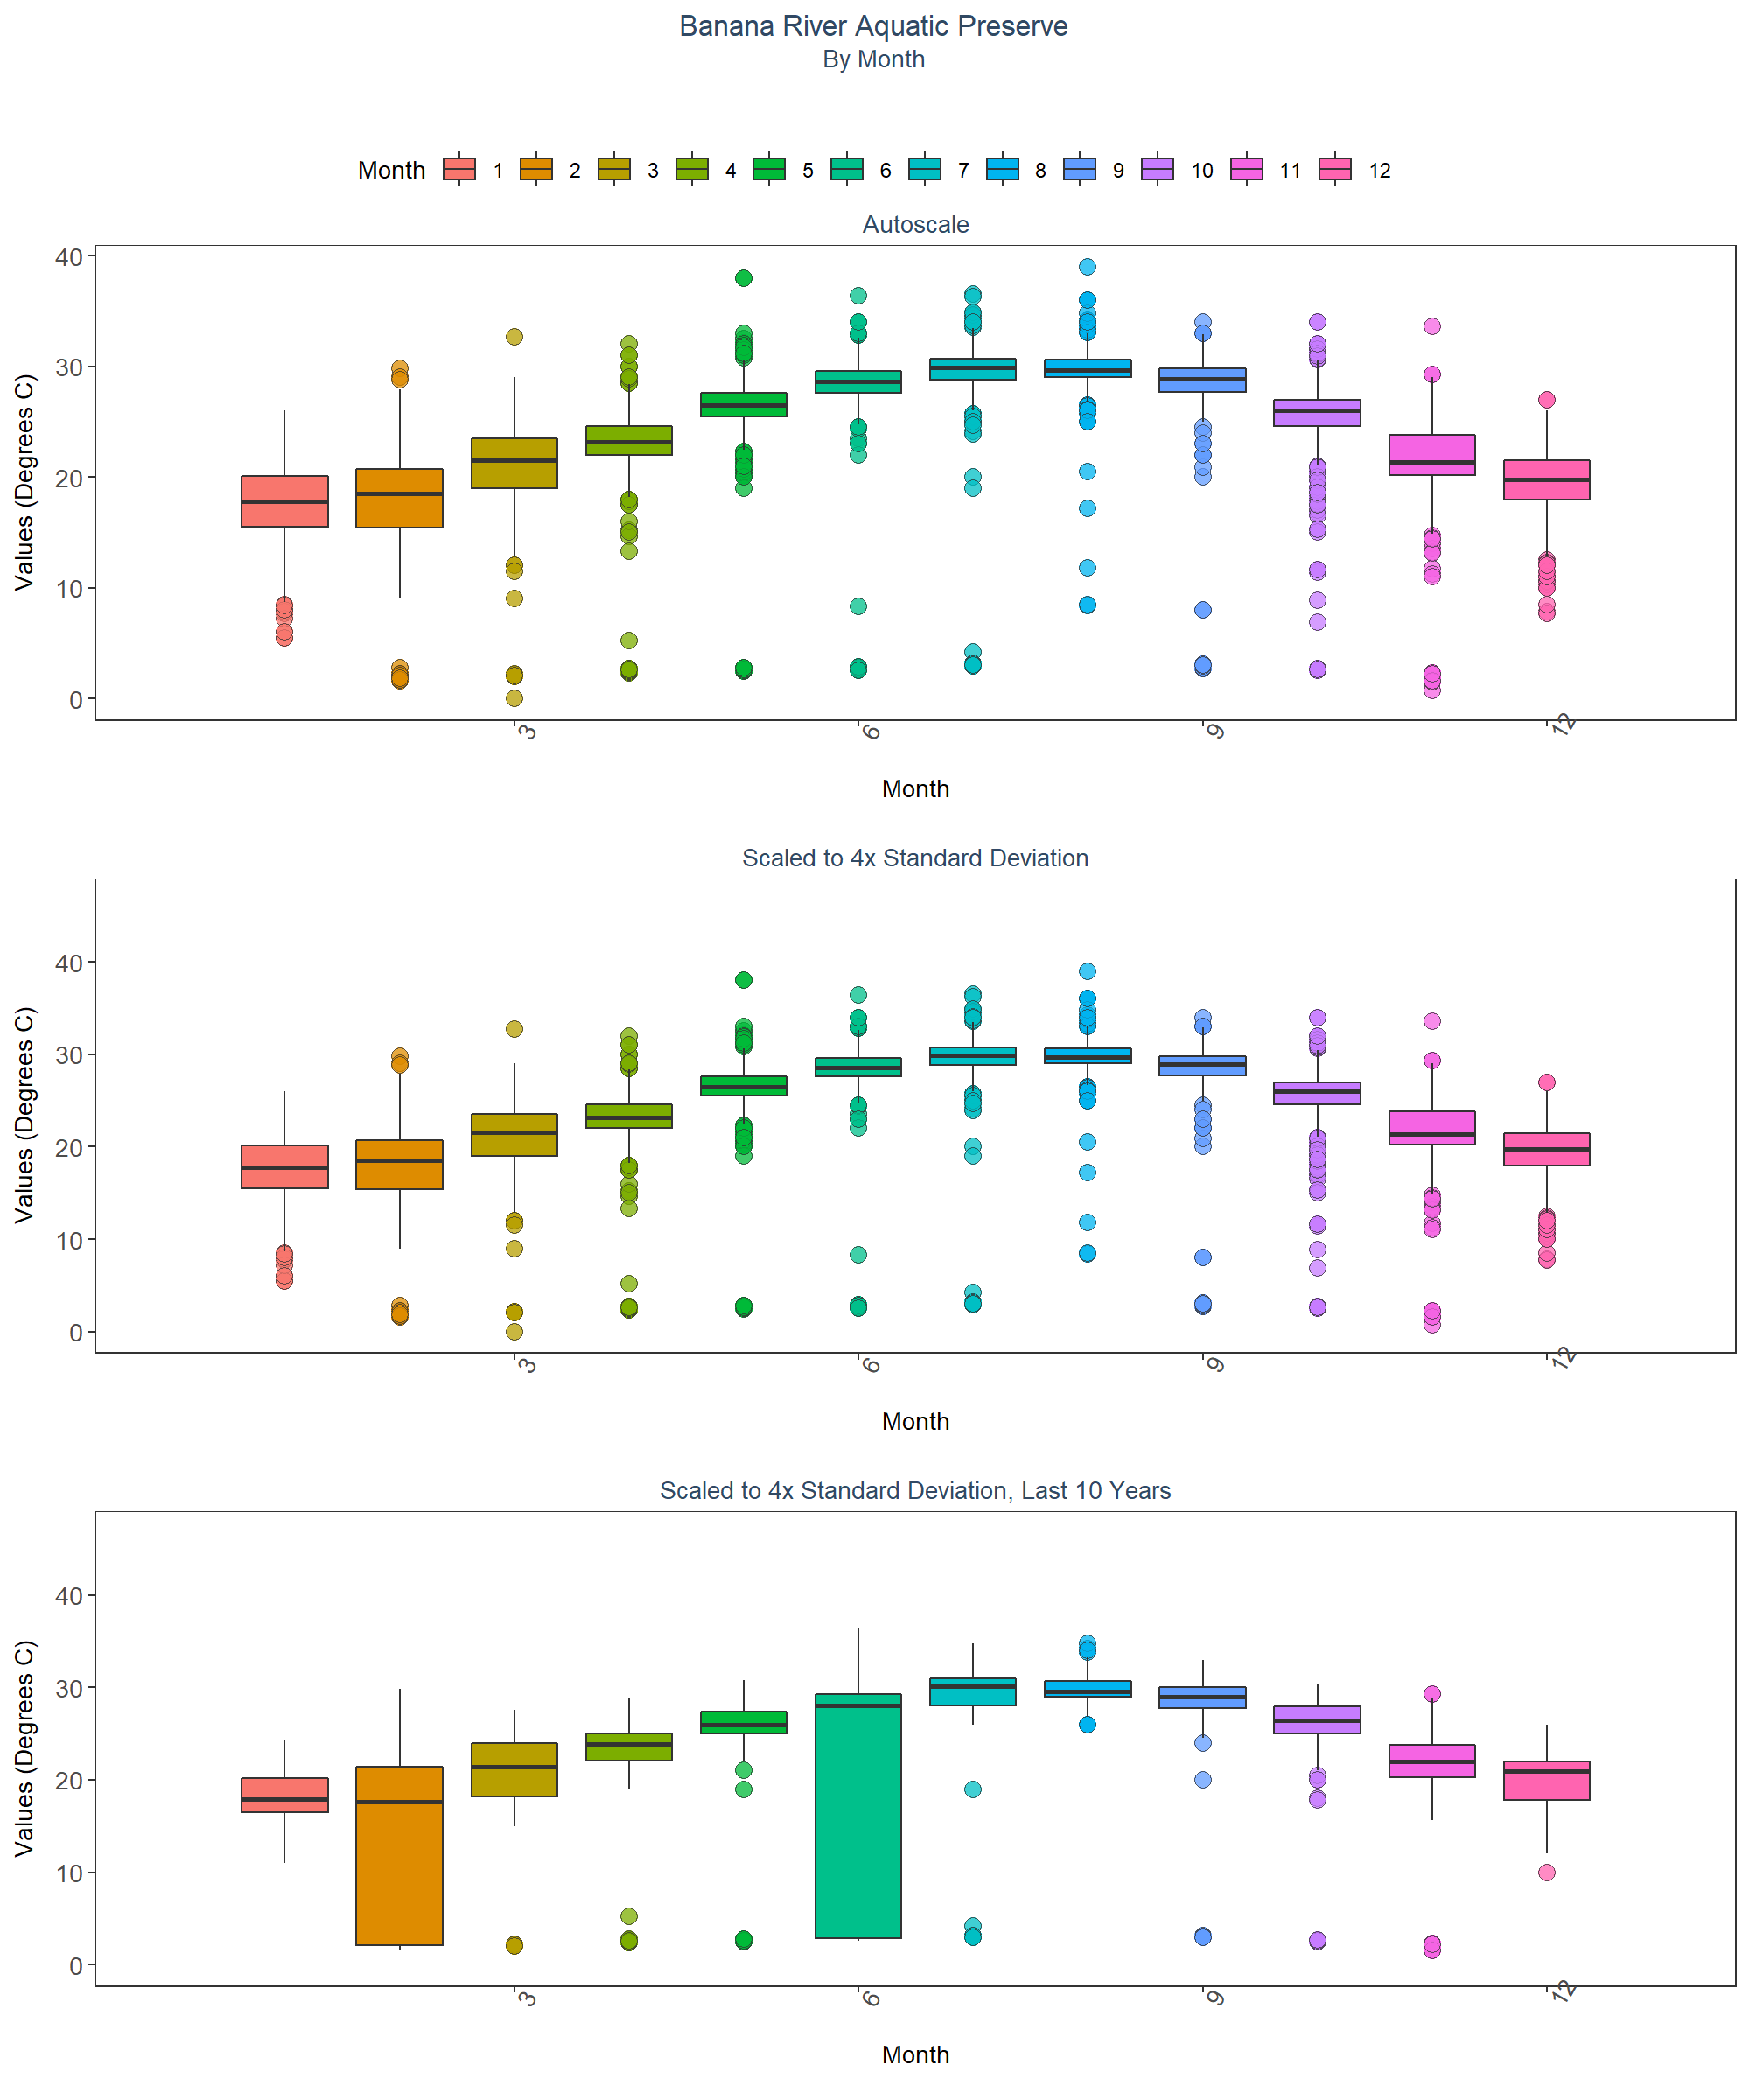 Banana River Aquatic Preserve
By Month
Month 1 2 3 4 5 6 7 8 9 10 11 12
Autoscale
Values (Degrees C)
40
30
20
10
0
3 6 9 12
Month
Scaled to 4x Standard Deviation
Values (Degrees C)
40
30
20
10
0
3 6 9 12
Month
Scaled to 4x Standard Deviation, Last 10 Years
Values (Degrees C)
40
30
20
10
0
3 6 9 12
Month